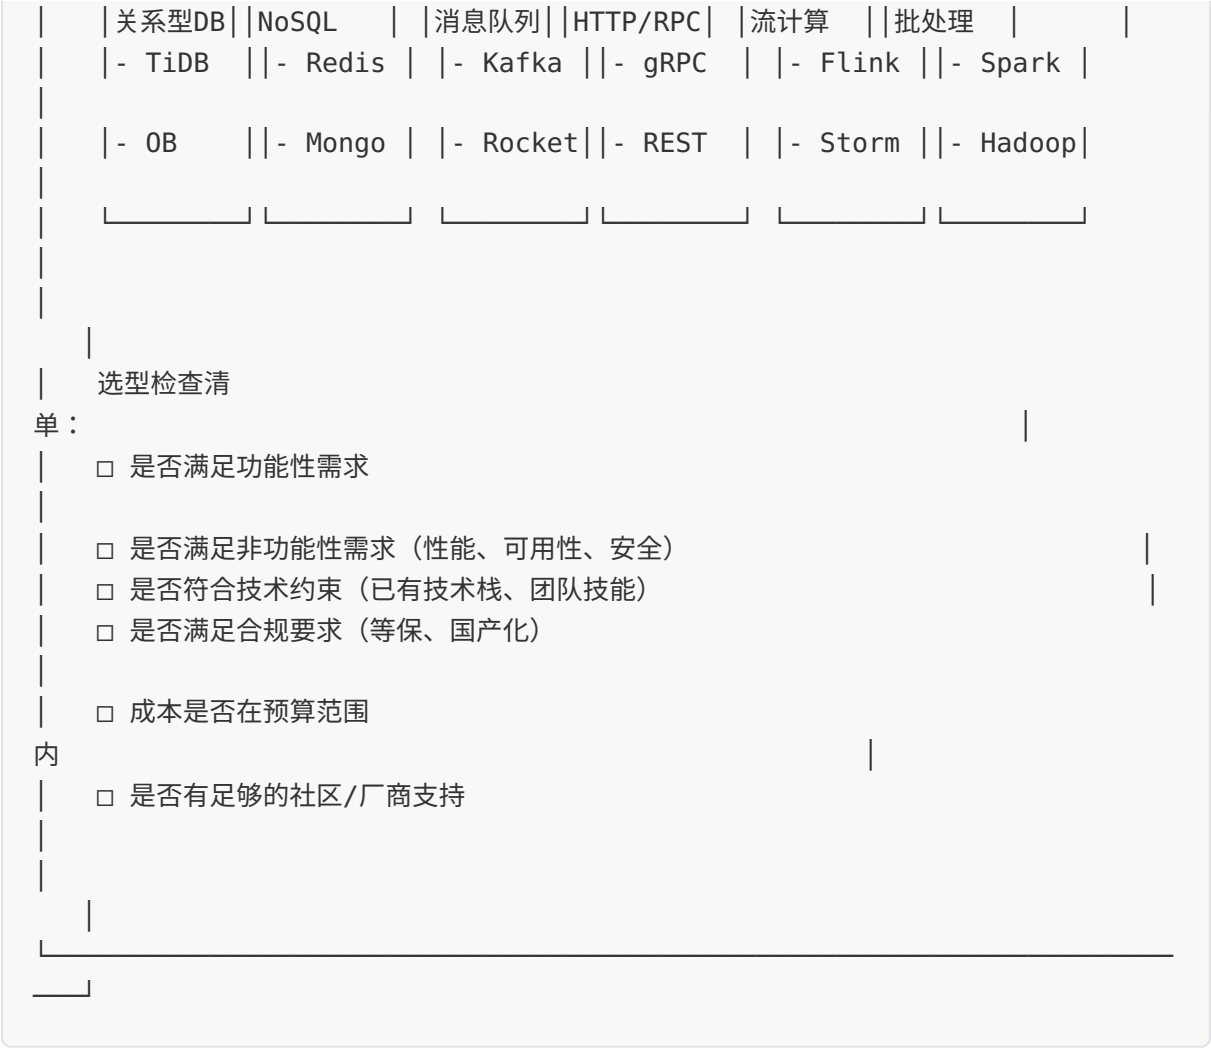 │   │关系型DB││NoSQL   │ │消息队列││HTTP/RPC│ │流计算  ││批处理  │      │
│   │- TiDB  ││- Redis │ │- Kafka ││- gRPC  │ │- Flink ││- Spark │
│
│   │- OB    ││- Mongo │ │- Rocket││- REST  │ │- Storm ││- Hadoop│
│
│   └────────┘└────────┘ └────────┘└────────┘ └────────┘└────────┘
│
│
   │
│   选型检查清
单：                                                           │
│   □ 是否满足功能性需求
│
│   □ 是否满足非功能性需求（性能、可用性、安全）                             │
│   □ 是否符合技术约束（已有技术栈、团队技能）                               │
│   □ 是否满足合规要求（等保、国产化）
│
│   □ 成本是否在预算范围
内                                                   │
│   □ 是否有足够的社区/厂商支持
│
│
   │
└──────────────────────────────────────────────────────────────────────
───┘